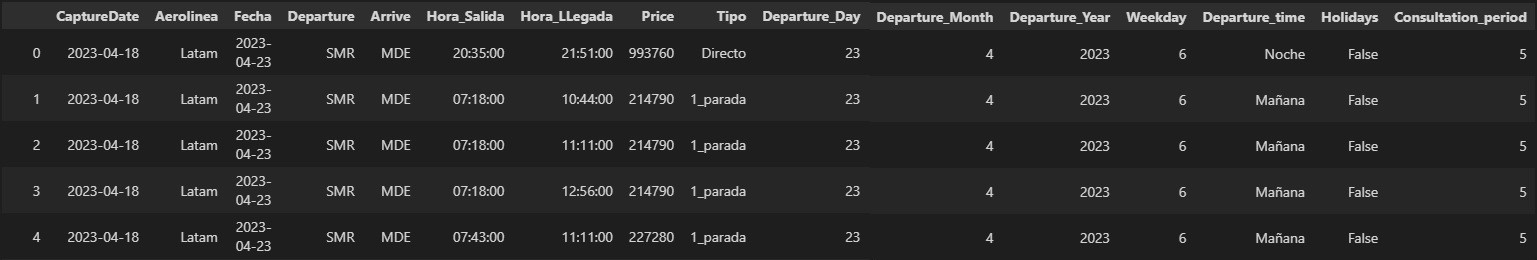 CaptureDate Aerolinea Fecha Departure Arrive Hora_Salida Hora_LLegada Price Tipo Departure_Day Departure_Month Departure_Year Weekday Departure_time Holidays Consultation_period
0 2023-04-18 Latam 2023-04-23 SMR MDE 20:35:00 21:51:00 993760 Directo 23 4 2023 6 Noche False 5
1 2023-04-18 Latam 2023-04-23 SMR MDE 07:18:00 10:44:00 214790 1_parada 23 4 2023 6 Mañana False 5
2 2023-04-18 Latam 2023-04-23 SMR MDE 07:18:00 11:11:00 214790 1_parada 23 4 2023 6 Mañana False 5
3 2023-04-18 Latam 2023-04-23 SMR MDE 07:18:00 12:56:00 214790 1_parada 23 4 2023 6 Mañana False 5
4 2023-04-18 Latam 2023-04-23 SMR MDE 07:43:00 11:11:00 227280 1_parada 23 4 2023 6 Mañana False 5